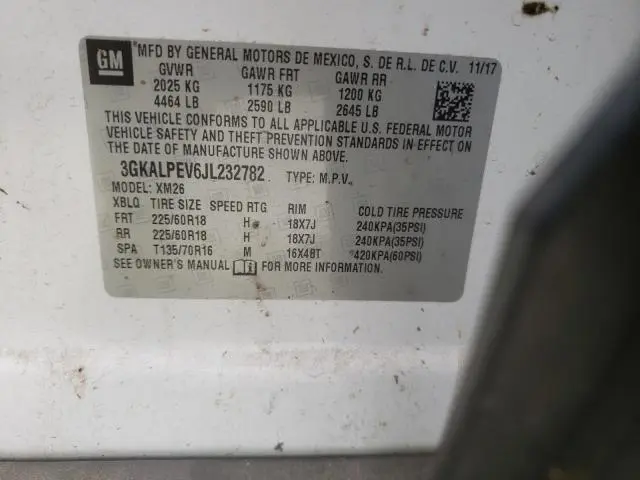 GM *MFD BY GENERAL MOTORS DE MEXICO, S. DE R.L. DE C.V. 11/17
GVWR GAWR FRT GAWR RR
2025 KG 1175 KG 1200 KG
4464 LB 2590 LB 2645 LB
THIS VEHICLE CONFORMS TO ALL APPLICABLE U.S. FEDERAL MOTOR
VEHICLE SAFETY AND THEFT PREVENTION STANDARDS IN EFFECT ON
THE DATE OF MANUFACTURE SHOWN ABOVE.
3GKALPEV6JL232782 TYPE: M.P.V.
MODEL: XM26
XBLQ TIRE SIZE SPEED RTG RIM COLD TIRE PRESSURE
FRT 225/60R18 H 18X7J 240KPA(35PSI)
RR 225/60R18 H 18X7J 240KPA(35PSI)
SPA T135/70R16 M 16X4BT 420KPA(60PSI)
SEE OWNER'S MANUAL FOR MORE INFORMATION.